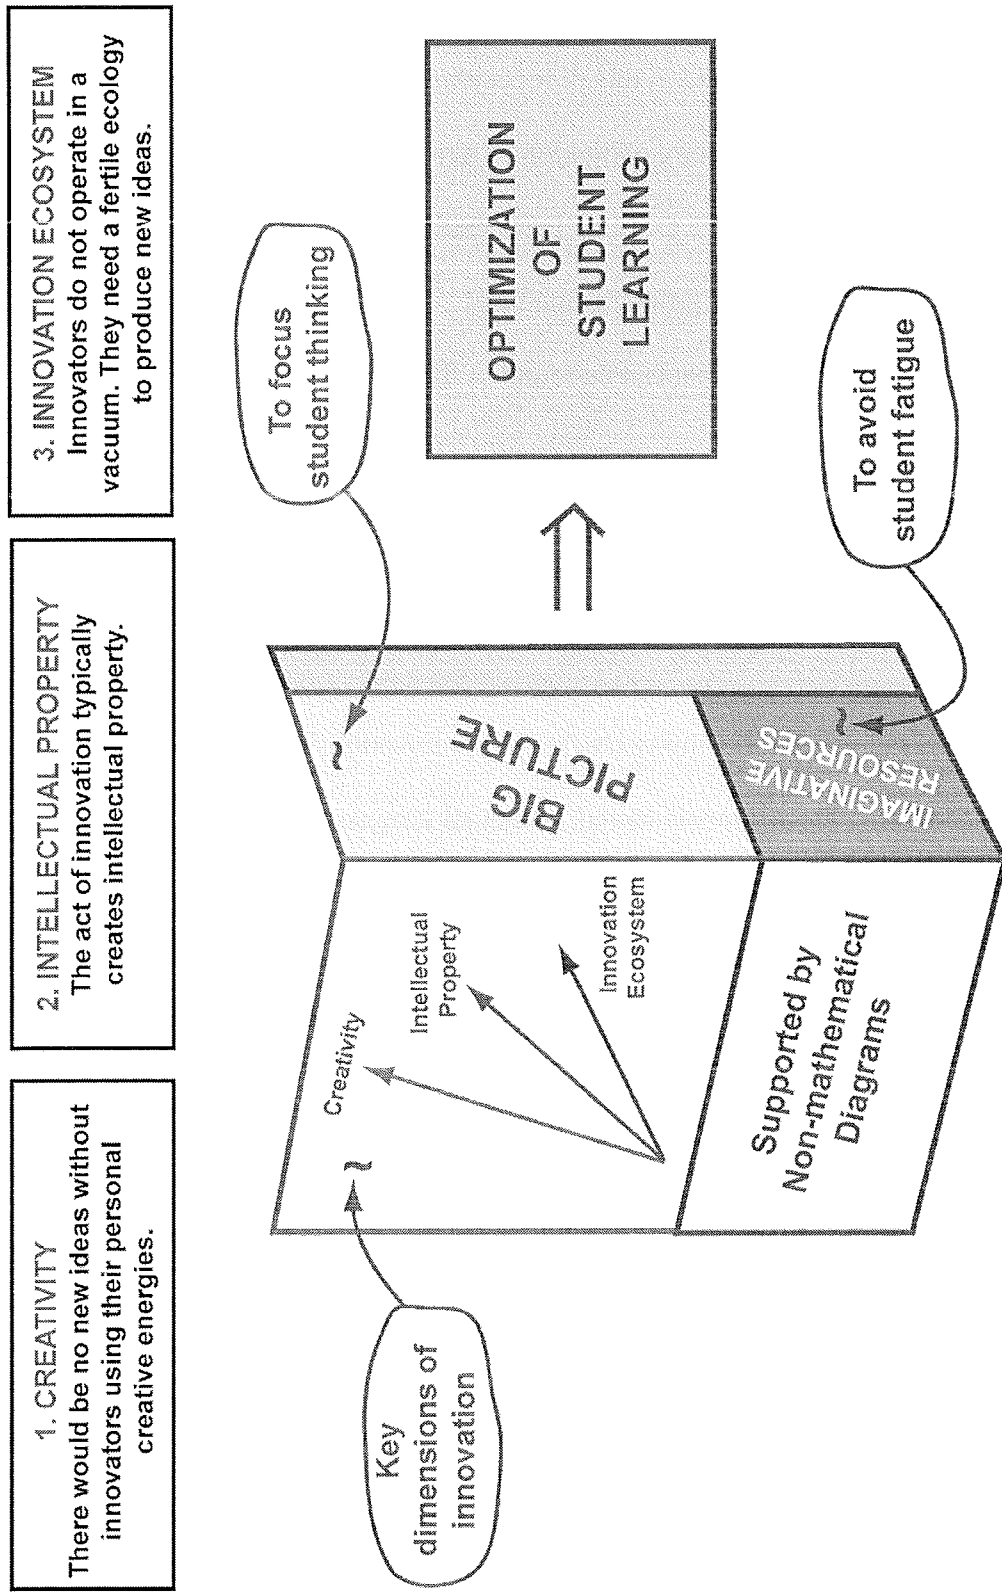 1. CREATIVITY
There would be no new ideas without
innovators using their personal
creative energies.
2. INTELLECTUAL PROPERTY
The act of innovation typically
creates intellectual property.
3. INNOVATION ECOSYSTEM
Innovators do not operate in a
vacuum. They need a fertile ecology
to produce new ideas.
Key
dimensions of
innovation
Creativity
Intellectual
Property
Innovation
Ecosystem
Supported by
Non-mathematical
Diagrams
BIG
PICTURE
IMAGINATIVE
RESOURCES
To focus
student thinking
To avoid
student fatigue
OPTIMIZATION
OF
STUDENT
LEARNING